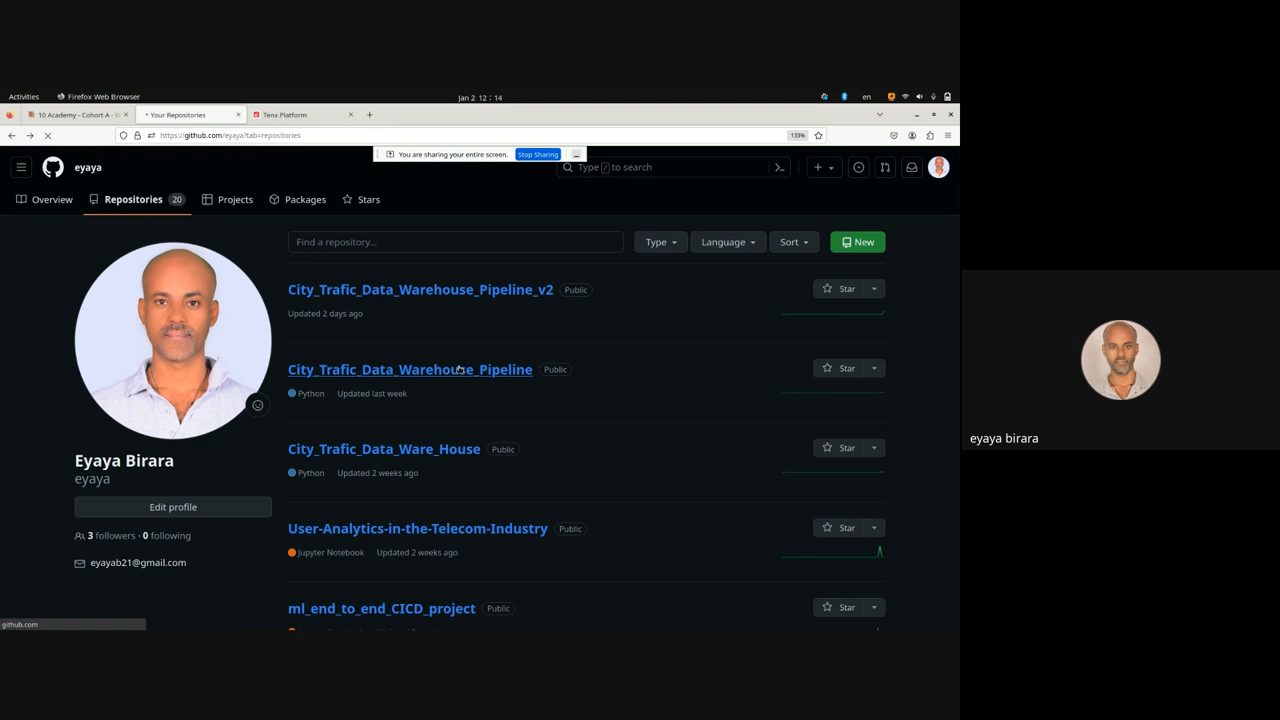 Activities
Firefox Web Browser
Jan 2 12 : 14
en
10 Academy - Cohort A - W
Your Repositories
Tenx Platform
https://github.com/eyaya?tab=repositories
133%
You are sharing your entire screen.
Stop Sharing
eyaya
Type / to search
Overview
Repositories 20
Projects
Packages
Stars
Find a repository...
Type
Language
Sort
New
City_Trafic_Data_Warehouse_Pipeline_v2 Public
Star
Updated 2 days ago
City_Trafic_Data_Warehouse_Pipeline Public
Star
Python Updated last week
City_Trafic_Data_Ware_House Public
Star
Python Updated 2 weeks ago
User-Analytics-in-the-Telecom-Industry Public
Star
Jupyter Notebook Updated 2 weeks ago
ml_end_to_end_CICD_project Public
Star
Eyaya Birara
eyaya
Edit profile
3 followers · 0 following
eyayab21@gmail.com
github.com
eyaya birara